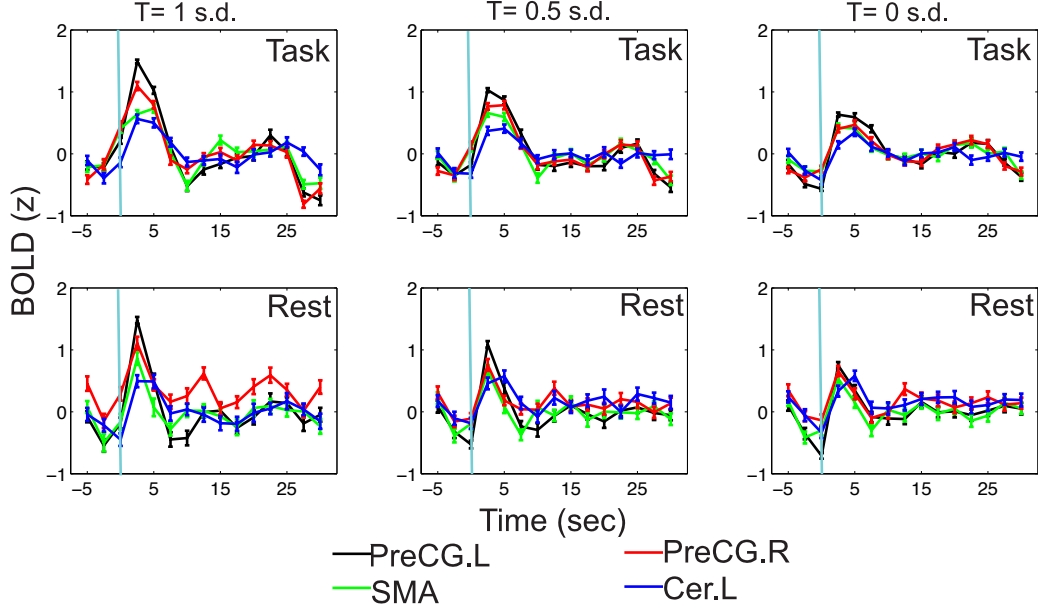 T= 1 s.d. T= 0.5 s.d. T= 0 s.d.
2 Task 2 Task 2 Task
1 1 1
0 0 0
−1 −1 −1
−5 5 15 25 −5 5 15 25 −5 5 15 25
BOLD (z)
2 Rest 2 Rest 2 Rest
1 1 1
0 0 0
−1 −1 −1
−5 5 15 25 −5 5 15 25 −5 5 15 25
Time (sec)
PreCG.L PreCG.R
SMA Cer.L